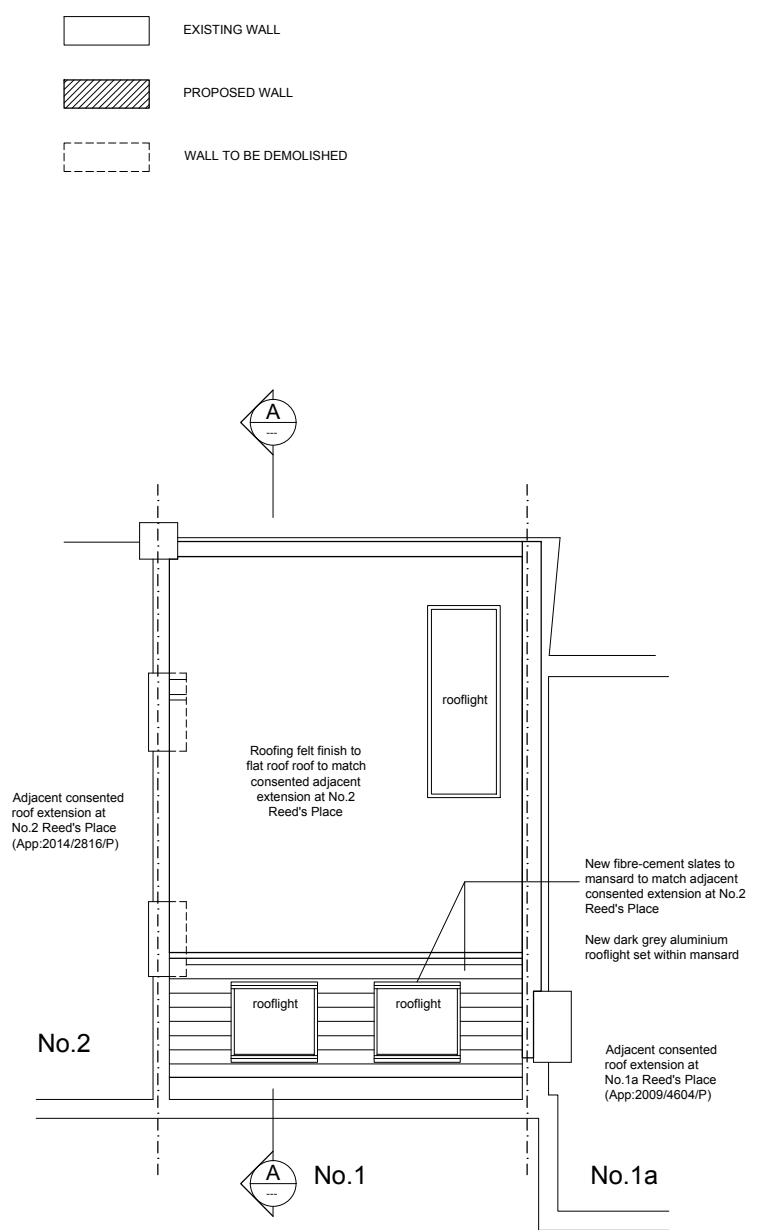 EXISTING WALL
PROPOSED WALL
WALL TO BE DEMOLISHED
A
---
rooflight
Roofing felt finish to
flat roof roof to match
consented adjacent
extension at No.2
Reed's Place
Adjacent consented
roof extension at
No.2 Reed's Place
(App:2014/2816/P)
New fibre-cement slates to
mansard to match adjacent
consented extension at No.2
Reed's Place
New dark grey aluminium
rooflight set within mansard
rooflight
rooflight
No.2
Adjacent consented
roof extension at
No.1a Reed's Place
(App:2009/4604/P)
A
---
No.1
No.1a